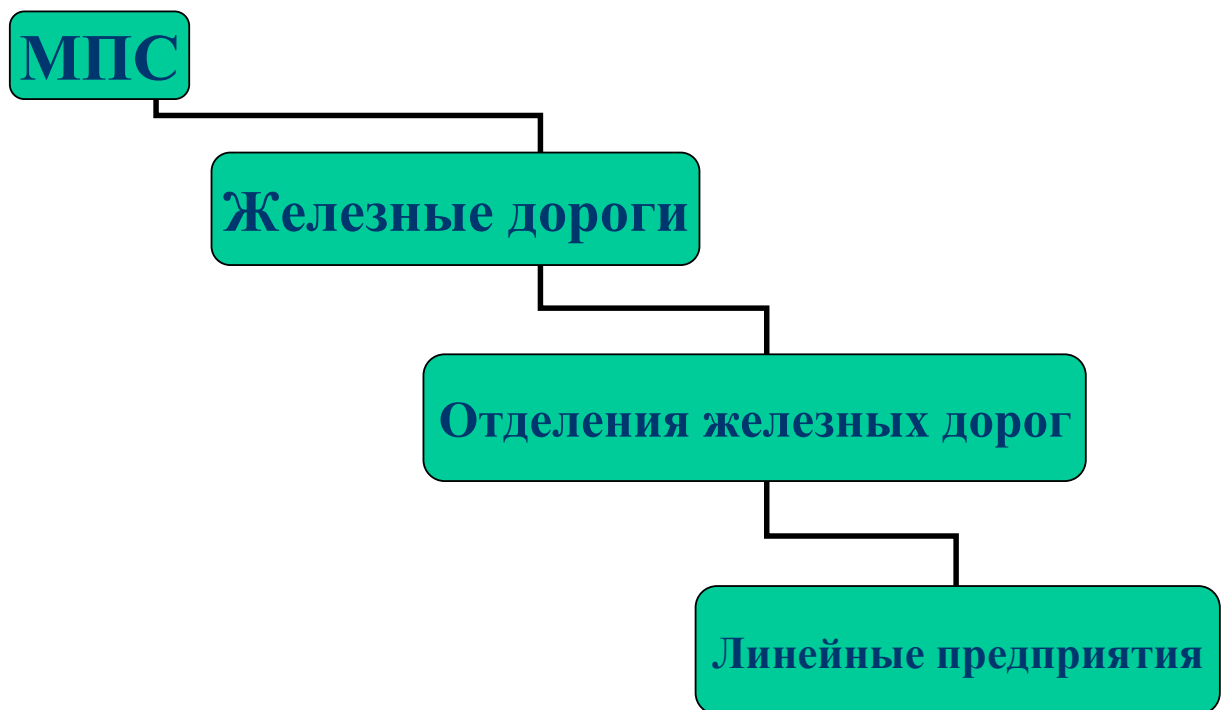 МПС
Железные дороги
Отделения железных дорог
Линейные предприятия